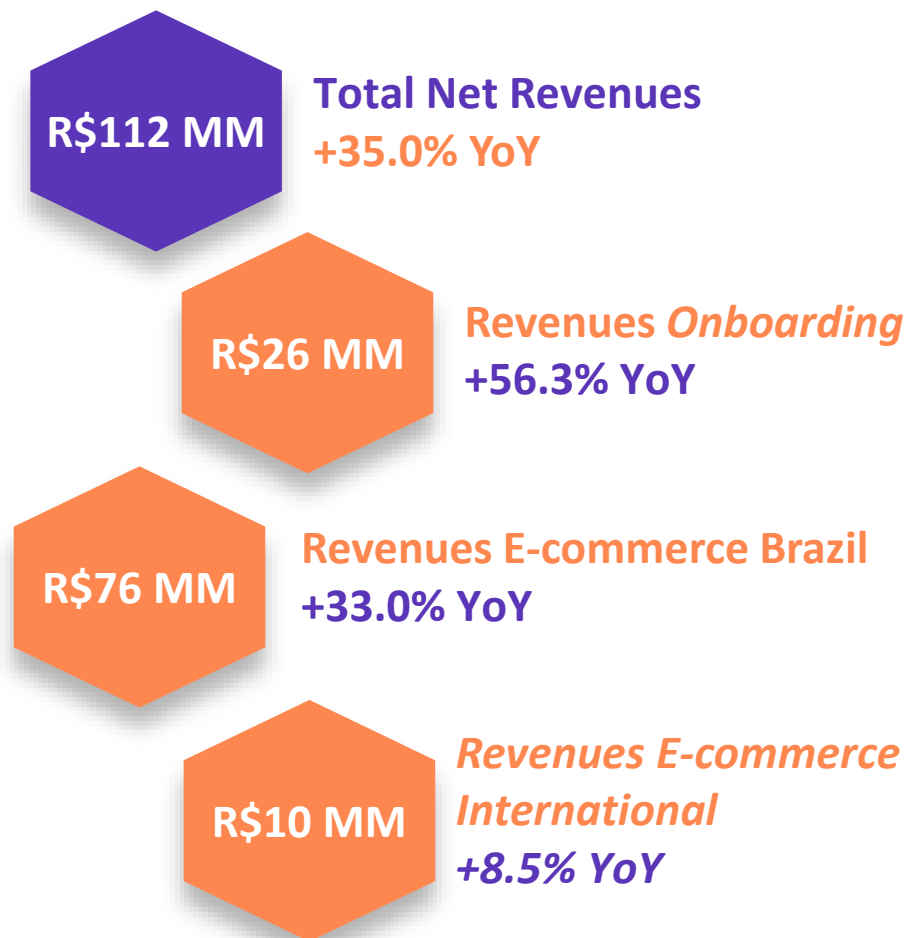 R$112 MM
Total Net Revenues
+35.0% YoY
R$26 MM
Revenues Onboarding
+56.3% YoY
R$76 MM
Revenues E-commerce Brazil
+33.0% YoY
R$10 MM
Revenues E-commerce
International
+8.5% YoY